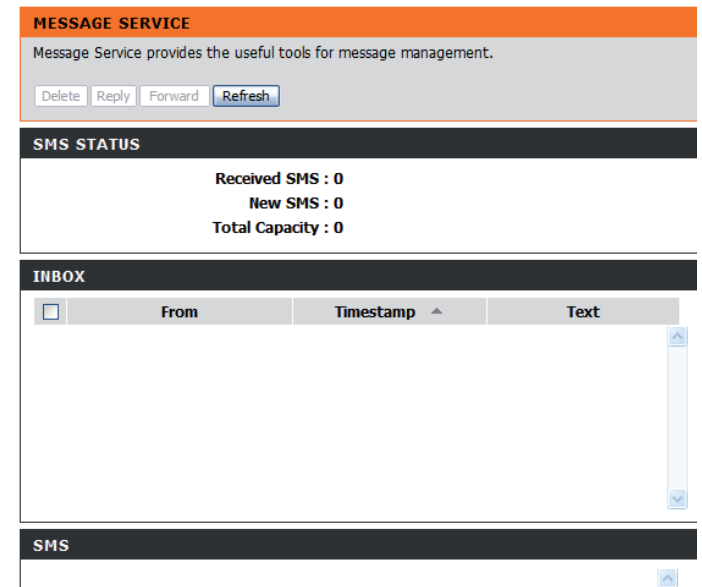 MESSAGE SERVICE
Message Service provides the useful tools for message management.
Delete Reply Forward Refresh
SMS STATUS
Received SMS : 0
New SMS : 0
Total Capacity : 0
INBOX
From Timestamp Text
SMS